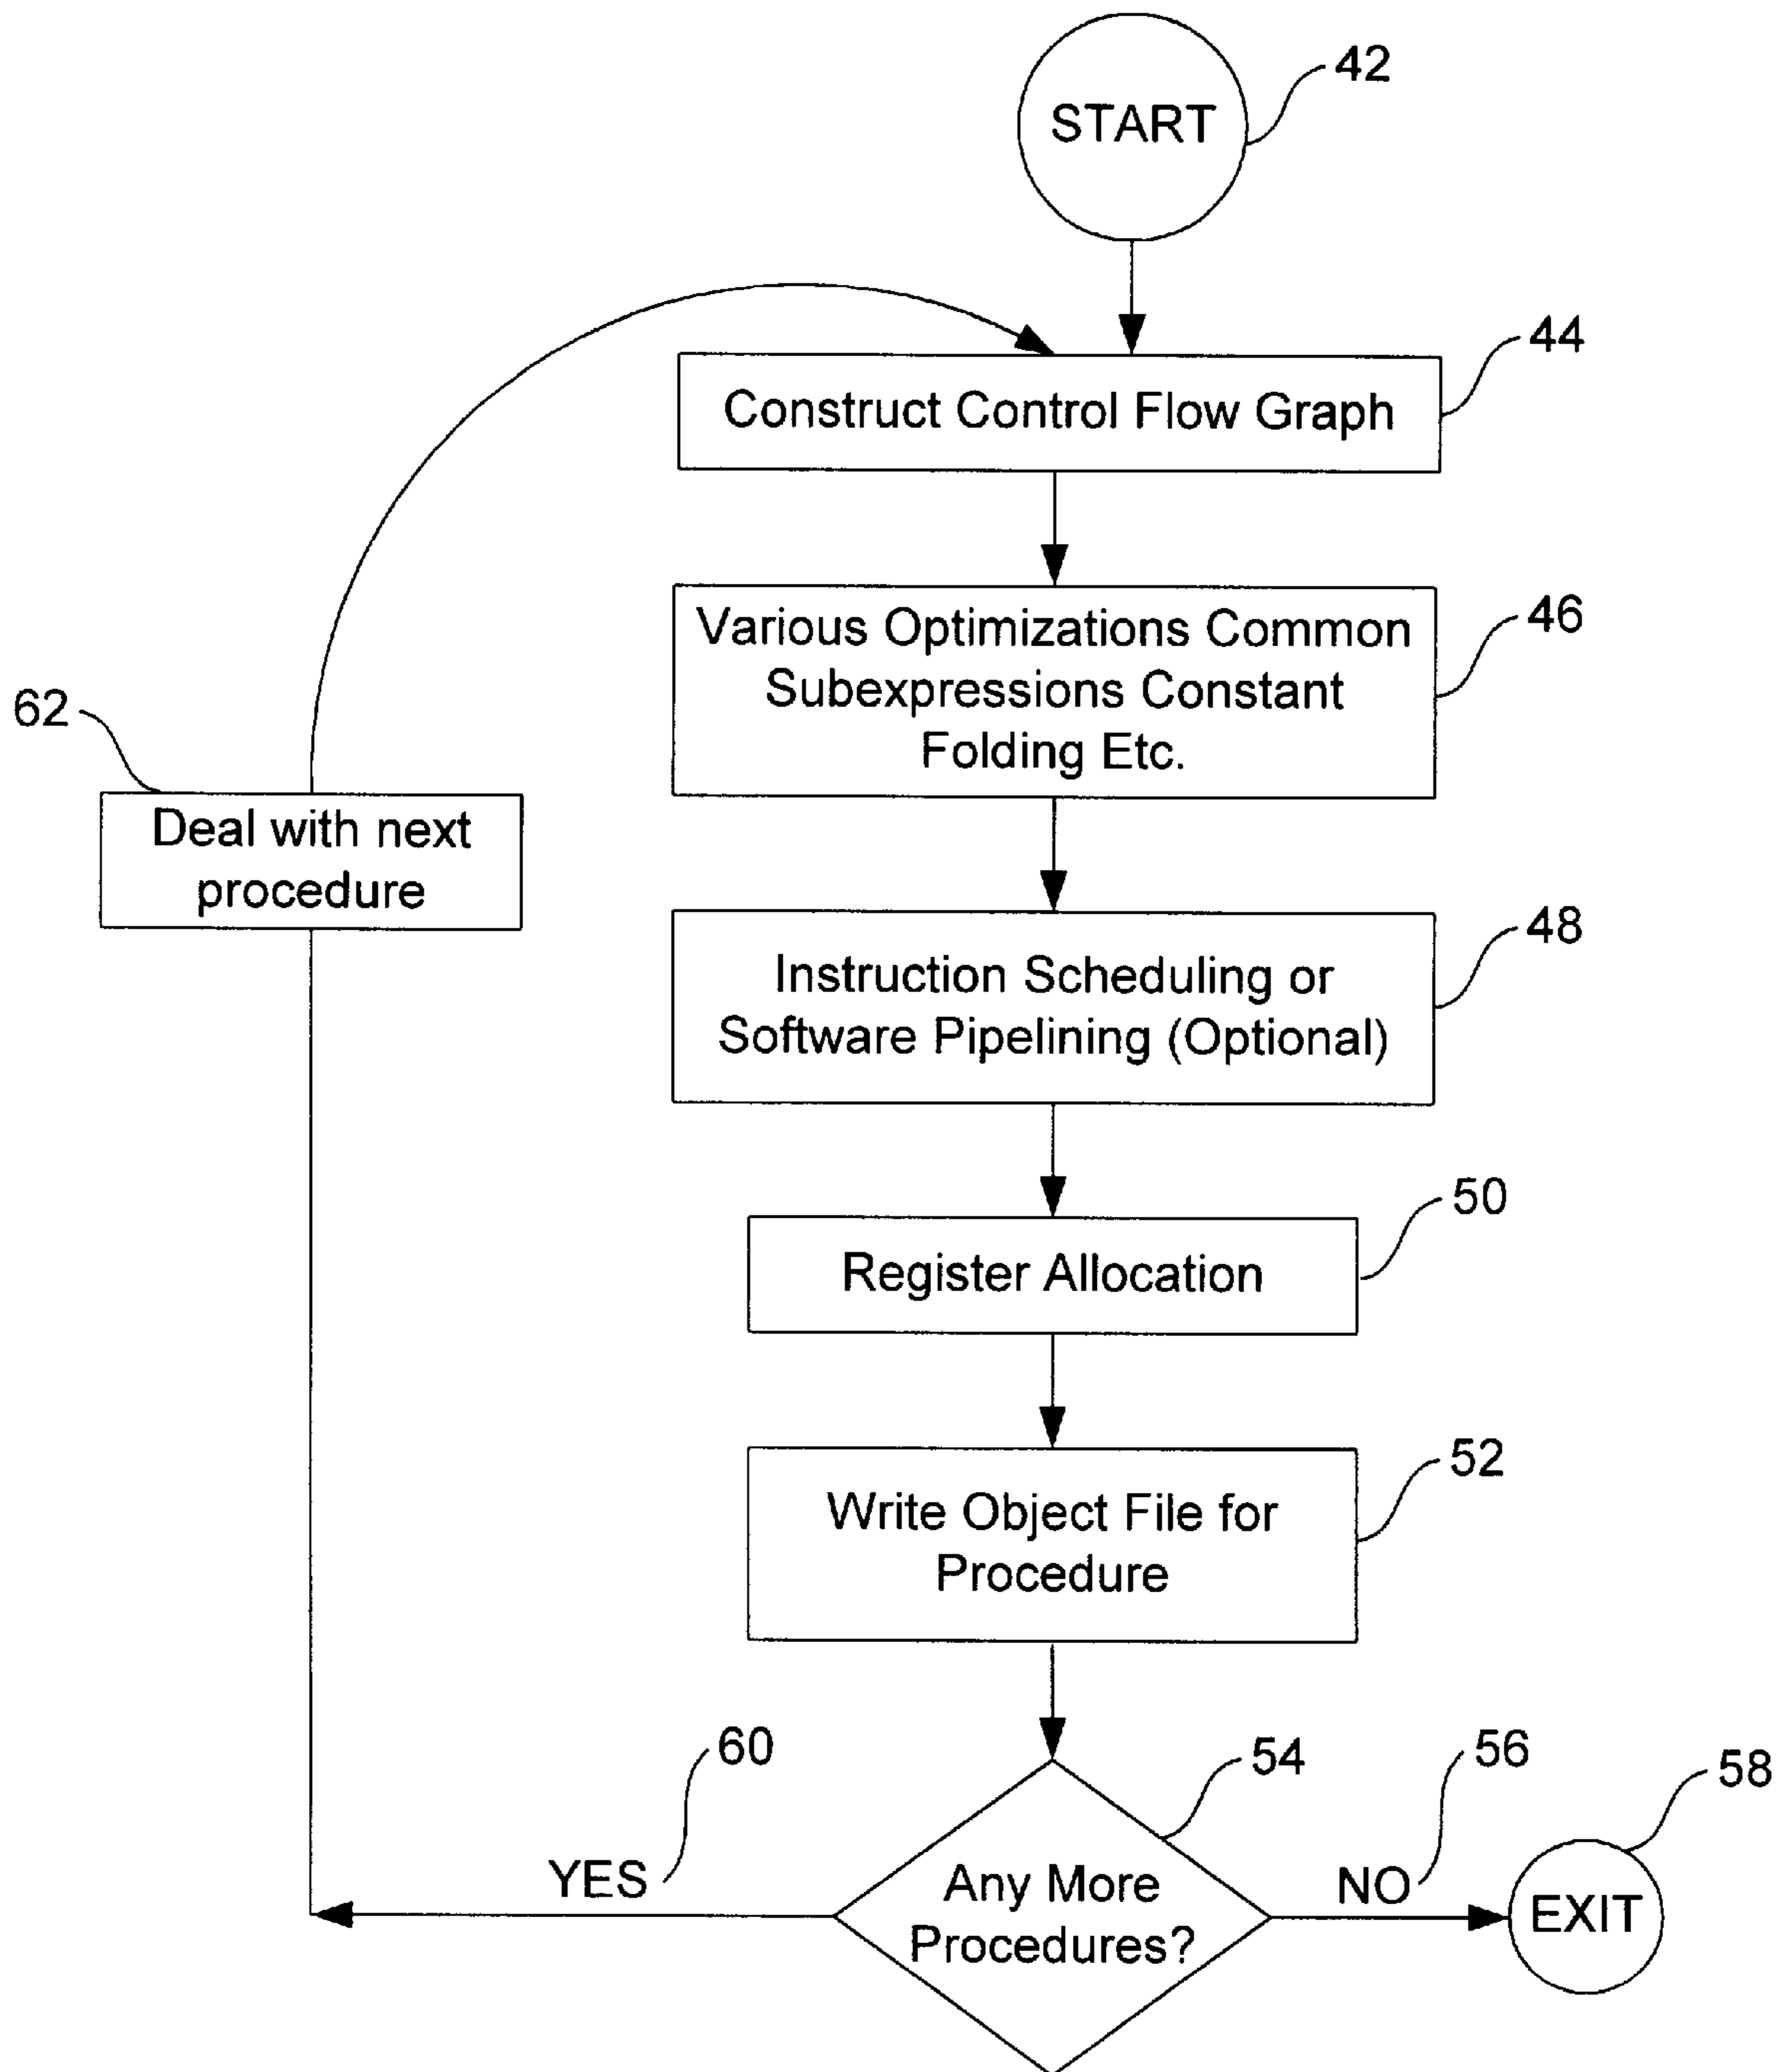 START
42
Construct Control Flow Graph
44
Various Optimizations Common
Subexpressions Constant
Folding Etc.
46
62
Deal with next
procedure
Instruction Scheduling or
Software Pipelining (Optional)
48
Register Allocation
50
Write Object File for
Procedure
52
60
YES
Any More
Procedures?
54
56
NO
58
EXIT